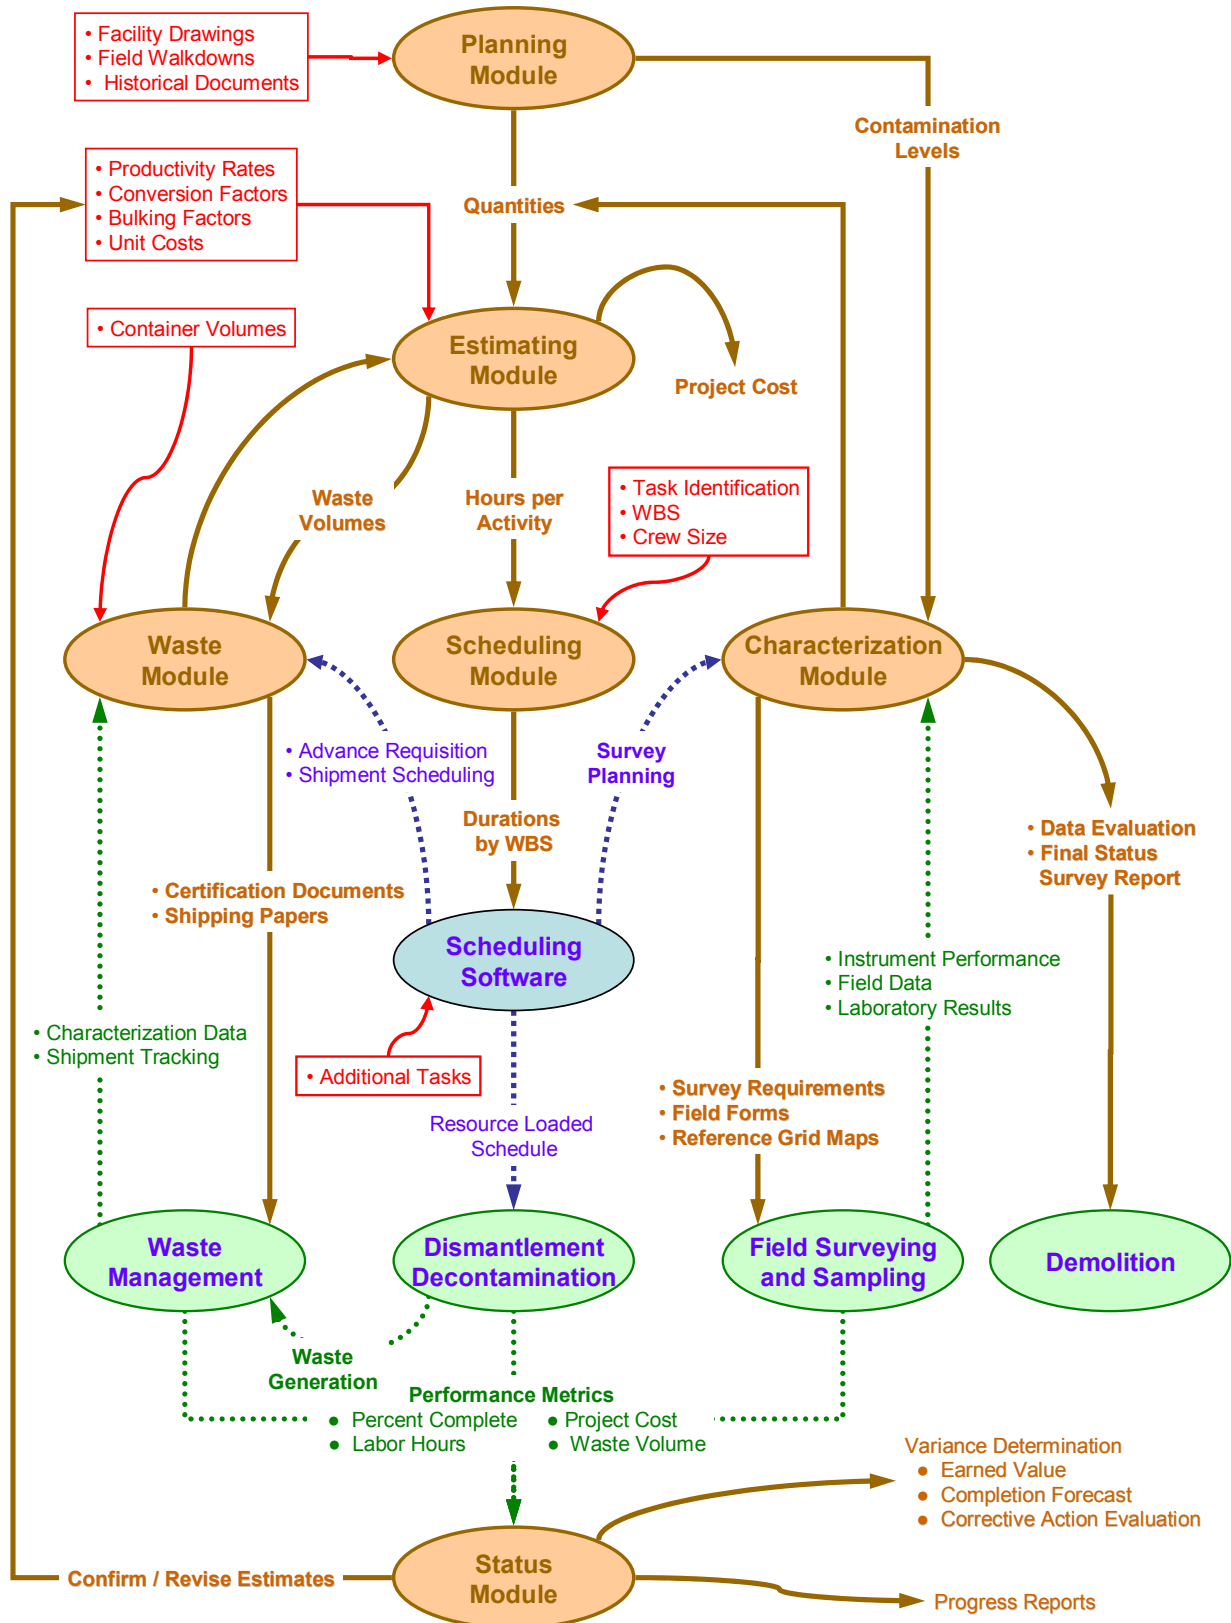 • Facility Drawings
• Field Walkdowns
• Historical Documents
Planning
Module
Contamination
Levels
• Productivity Rates
• Conversion Factors
• Bulking Factors
• Unit Costs
Quantities
• Container Volumes
Estimating
Module
Project Cost
Waste
Volumes
Hours per
Activity
• Task Identification
• WBS
• Crew Size
Waste
Module
Scheduling
Module
Characterization
Module
• Advance Requisition
• Shipment Scheduling
Survey
Planning
Durations
by WBS
• Data Evaluation
• Final Status
Survey Report
• Certification Documents
• Shipping Papers
Scheduling
Software
• Instrument Performance
• Field Data
• Laboratory Results
• Characterization Data
• Shipment Tracking
• Additional Tasks
• Survey Requirements
• Field Forms
• Reference Grid Maps
Resource Loaded
Schedule
Waste
Management
Dismantlement
Decontamination
Field Surveying
and Sampling
Demolition
Waste
Generation
Performance Metrics
● Percent Complete ● Project Cost
● Labor Hours ● Waste Volume
Variance Determination
● Earned Value
● Completion Forecast
● Corrective Action Evaluation
Status
Module
Confirm / Revise Estimates
Progress Reports